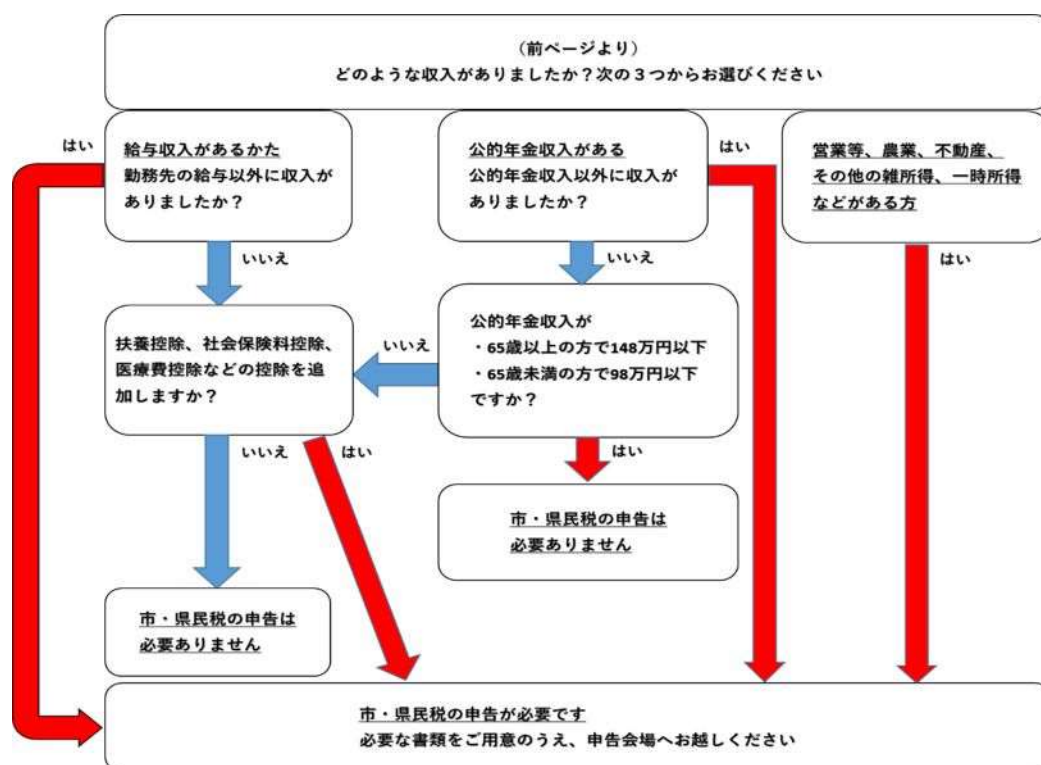 （前ページより）
どのような収入がありましたか？次の３つからお選びください
はい
給与収入があるかた
勤務先の給与以外に収入が
ありましたか？
公的年金収入がある
公的年金収入以外に収入が
ありましたか？
はい
営業等、農業、不動産、
その他の雑所得、一時所得
などがある方
いいえ
いいえ
はい
扶養控除、社会保険料控除、
医療費控除などの控除を追
加しますか？
いいえ
公的年金収入が
・65歳以上の方で148万円以下
・65歳未満の方で98万円以下
ですか？
いいえ
はい
はい
市・県民税の申告は
必要ありません
市・県民税の申告は
必要ありません
市・県民税の申告が必要です
必要な書類をご用意のうえ、申告会場へお越しください